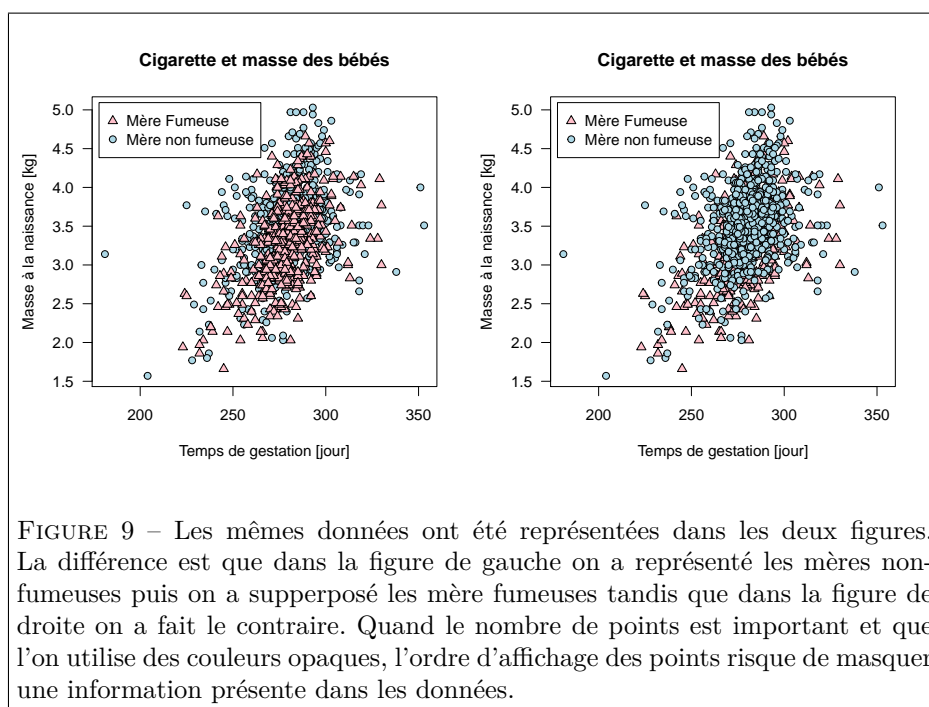 Cigarette et masse des bébés
Mère Fumeuse
Mère non fumeuse
Masse à la naissance [kg]
5.0
4.5
4.0
3.5
3.0
2.5
2.0
1.5
200
250
300
350
Temps de gestation [jour]
Cigarette et masse des bébés
Mère Fumeuse
Mère non fumeuse
Masse à la naissance [kg]
5.0
4.5
4.0
3.5
3.0
2.5
2.0
1.5
200
250
300
350
Temps de gestation [jour]
FIGURE 9 – Les mêmes données ont été représentées dans les deux figures.
La différence est que dans la figure de gauche on a représenté les mères non-
fumeuses puis on a supperposé les mère fumeuses tandis que dans la figure de
droite on a fait le contraire. Quand le nombre de points est important et que
l'on utilise des couleurs opaques, l'ordre d'affichage des points risque de masquer
une information présente dans les données.